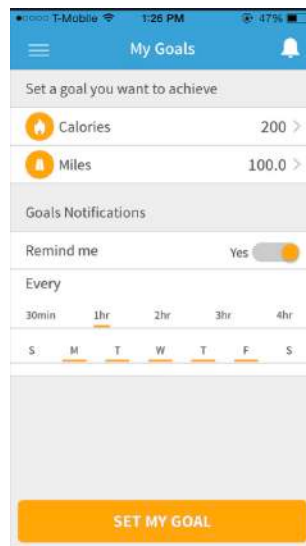 T-Mobile 1:26 PM 47%
My Goals
Set a goal you want to achieve
Calories 200 >
Miles 100.0 >
Goals Notifications
Remind me Yes
Every
30min 1hr 2hr 3hr 4hr
S M T W T F S
SET MY GOAL